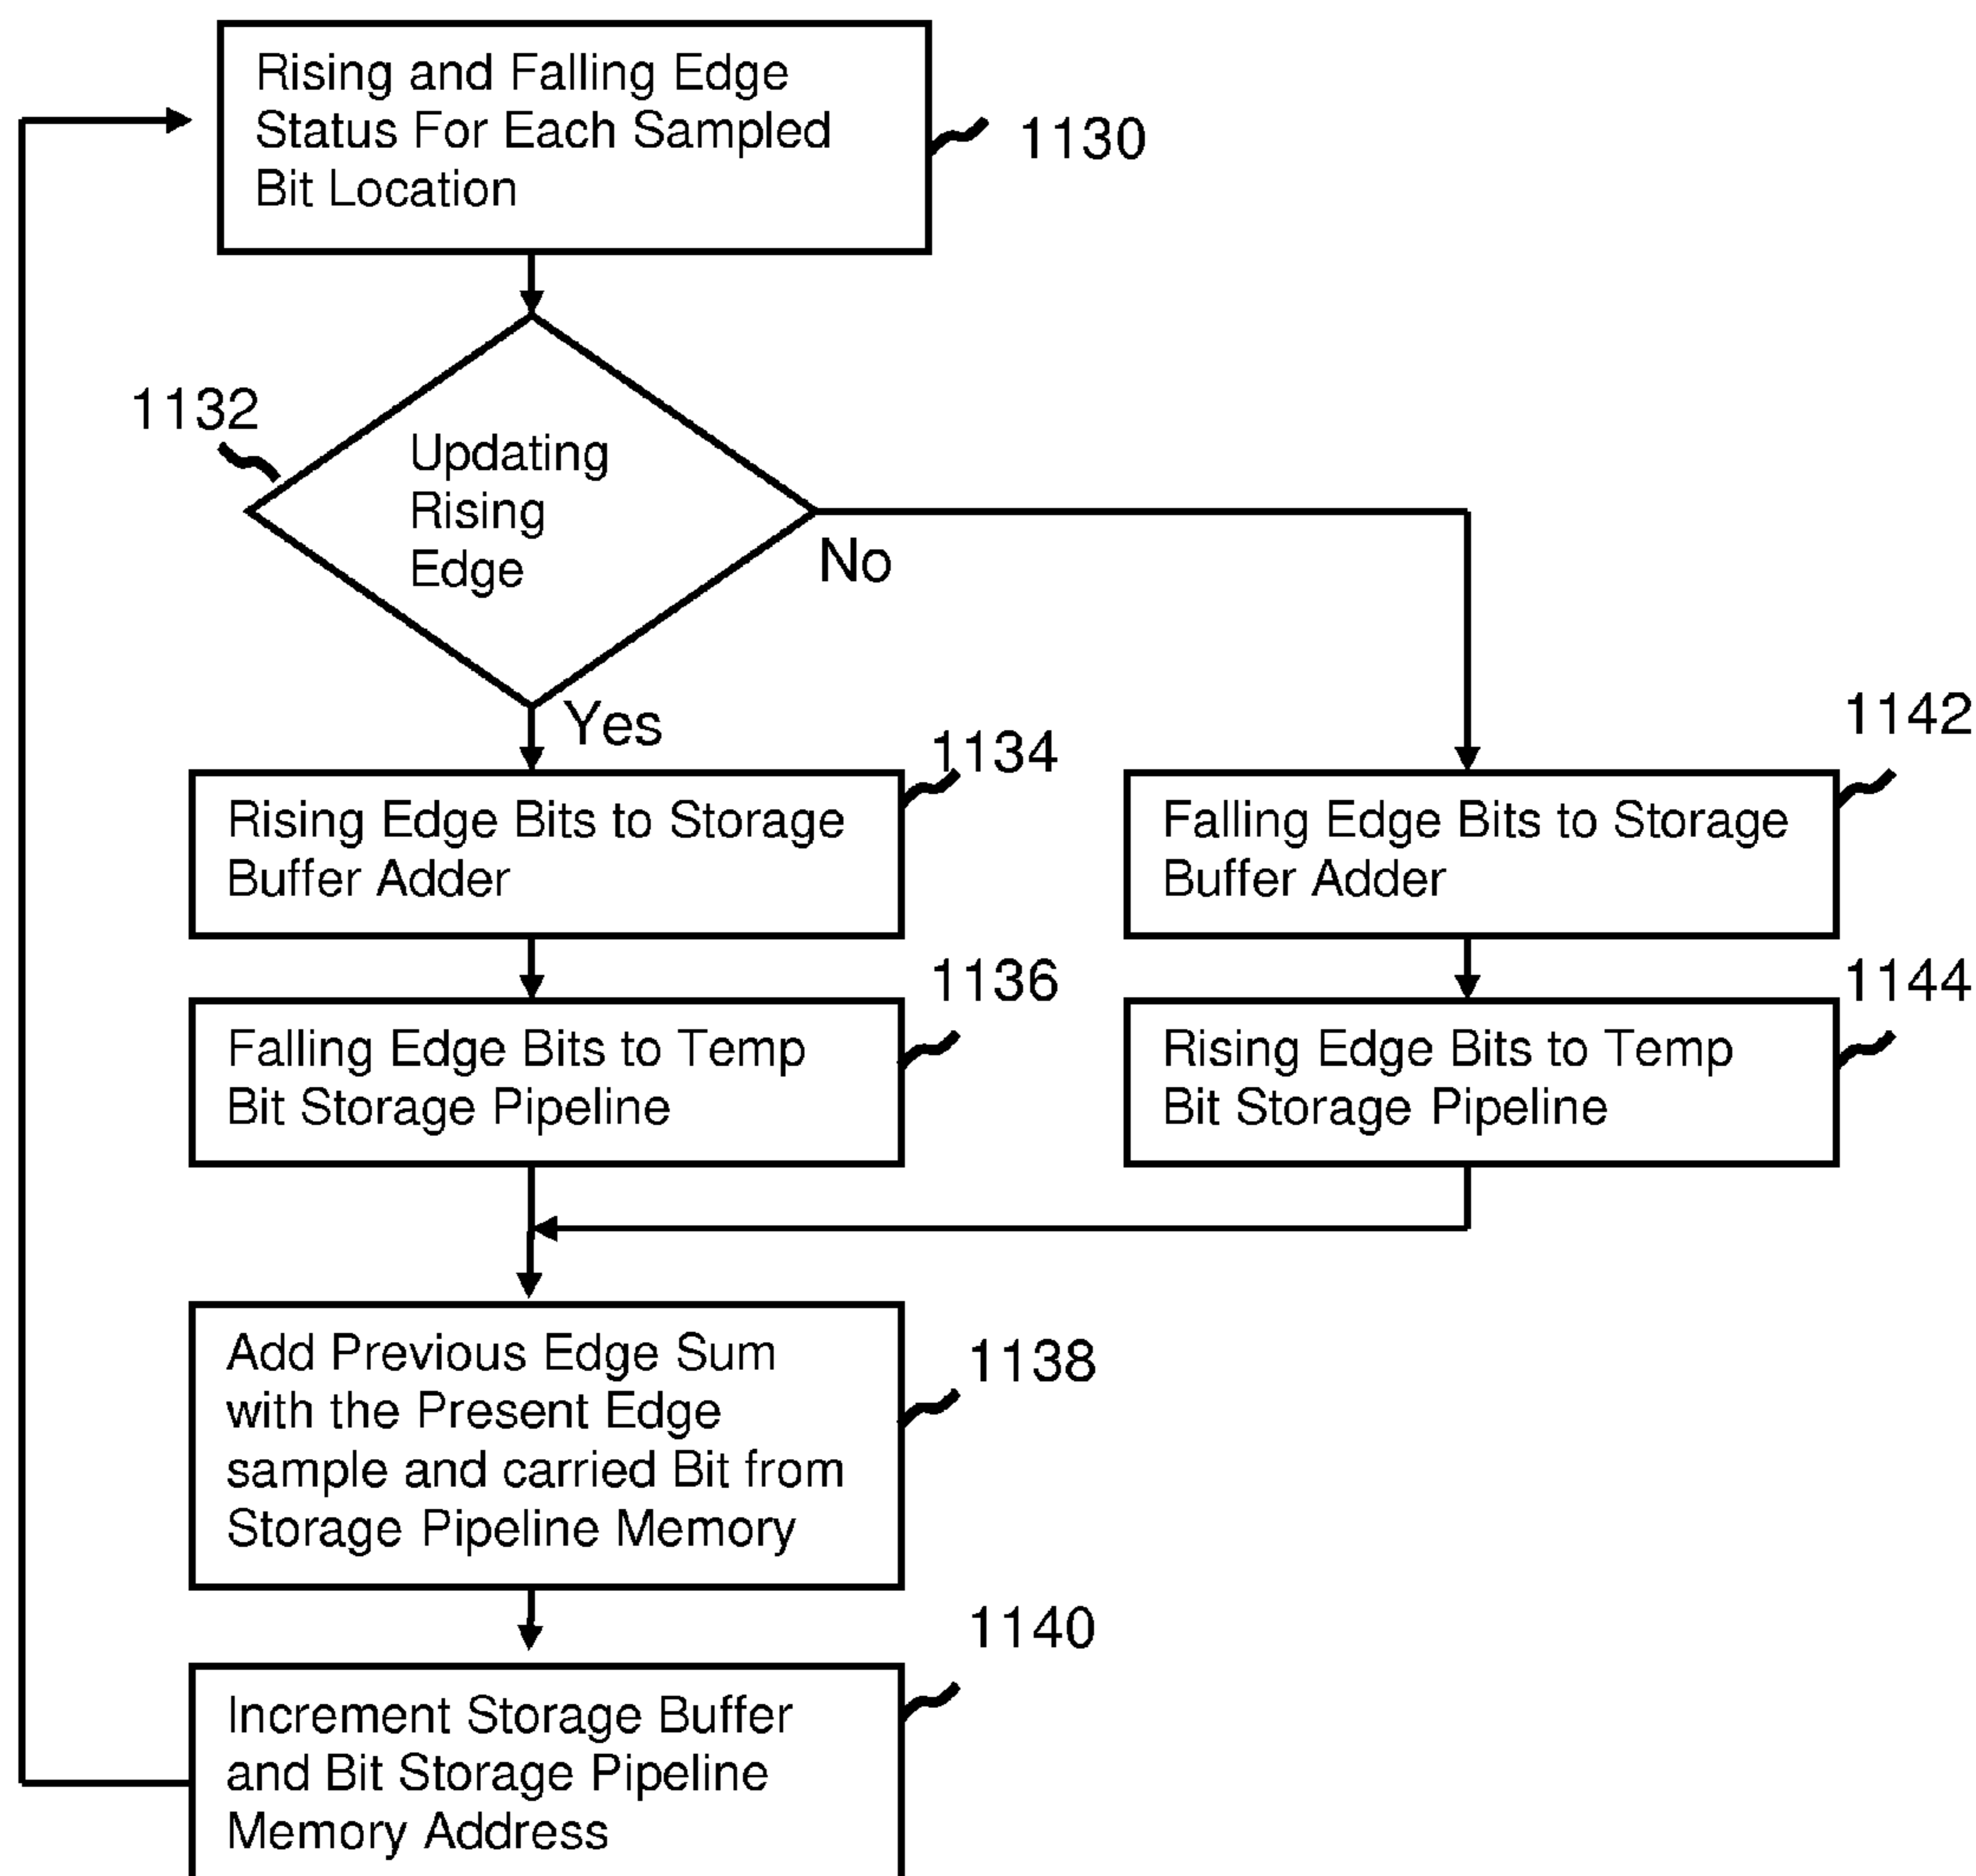 Rising and Falling Edge
Status For Each Sampled
Bit Location
1130
1132
Updating
Rising
Edge
No
Yes
1134
Rising Edge Bits to Storage
Buffer Adder
1142
Falling Edge Bits to Storage
Buffer Adder
1136
Falling Edge Bits to Temp
Bit Storage Pipeline
1144
Rising Edge Bits to Temp
Bit Storage Pipeline
Add Previous Edge Sum
with the Present Edge
sample and carried Bit from
Storage Pipeline Memory
1138
1140
Increment Storage Buffer
and Bit Storage Pipeline
Memory Address